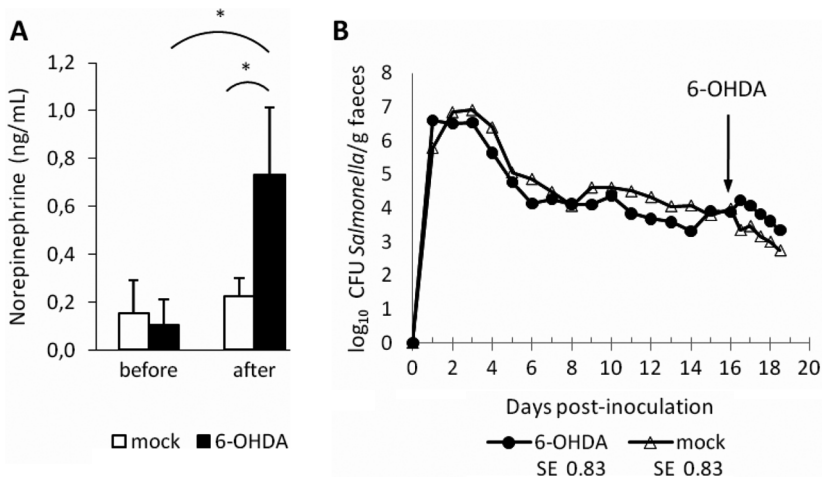 A
*
*
Norepinephrine (ng/mL)
1,2
1,0
0,8
0,6
0,4
0,2
0,0
before after
mock 6-OHDA
B
6-OHDA
log10 CFU Salmonella/g faeces
8
7
6
5
4
3
2
1
0
0 2 4 6 8 10 12 14 16 18 20
Days post-inoculation
6-OHDA mock
SE 0.83 SE 0.83